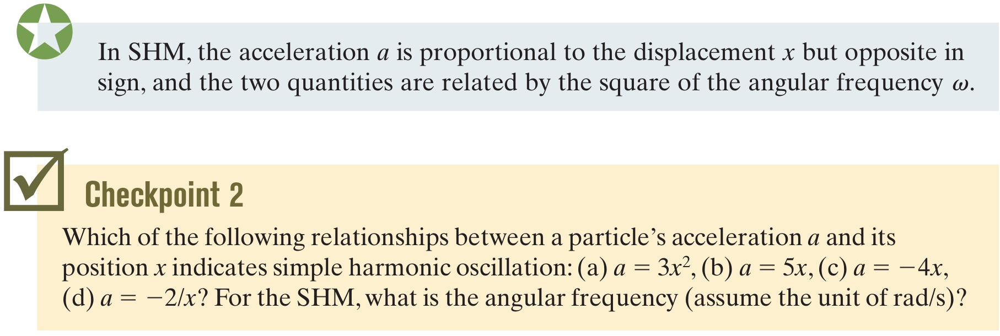 In SHM, the acceleration a is proportional to the displacement x but opposite in
sign, and the two quantities are related by the square of the angular frequency ω.
Checkpoint 2
Which of the following relationships between a particle’s acceleration a and its
position x indicates simple harmonic oscillation: (a) a = 3x², (b) a = 5x, (c) a = −4x,
(d) a = −2/x? For the SHM, what is the angular frequency (assume the unit of rad/s)?